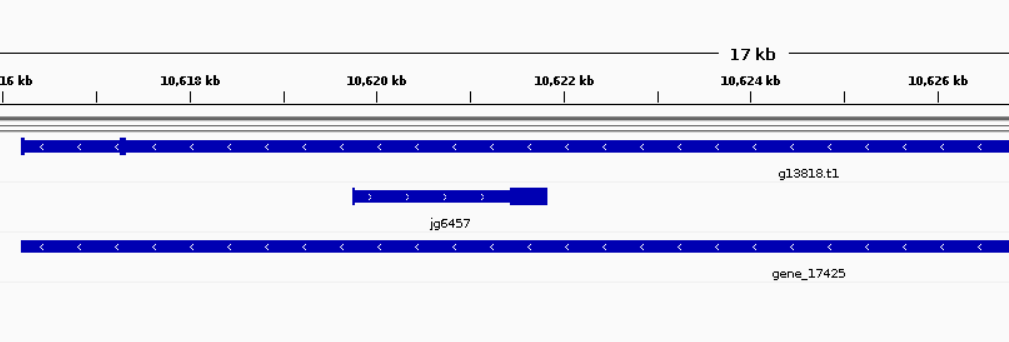 17 kb
16 kb 10,618 kb 10,620 kb 10,622 kb 10,624 kb 10,626 kb
g13818.t1
jg6457
gene_17425